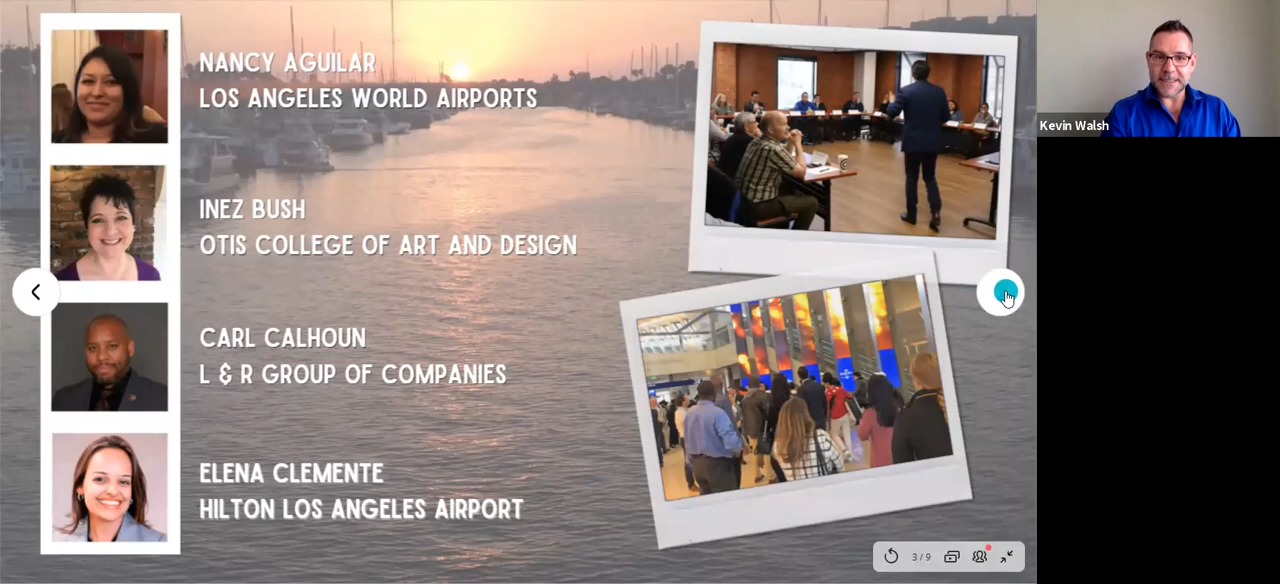 NANCY AGUILAR
LOS ANGELES WORLD AIRPORTS
INEZ BUSH
OTIS COLLEGE OF ART AND DESIGN
CARL CALHOUN
L & R GROUP OF COMPANIES
ELENA CLEMENTE
HILTON LOS ANGELES AIRPORT
Kevin Walsh
3 / 9